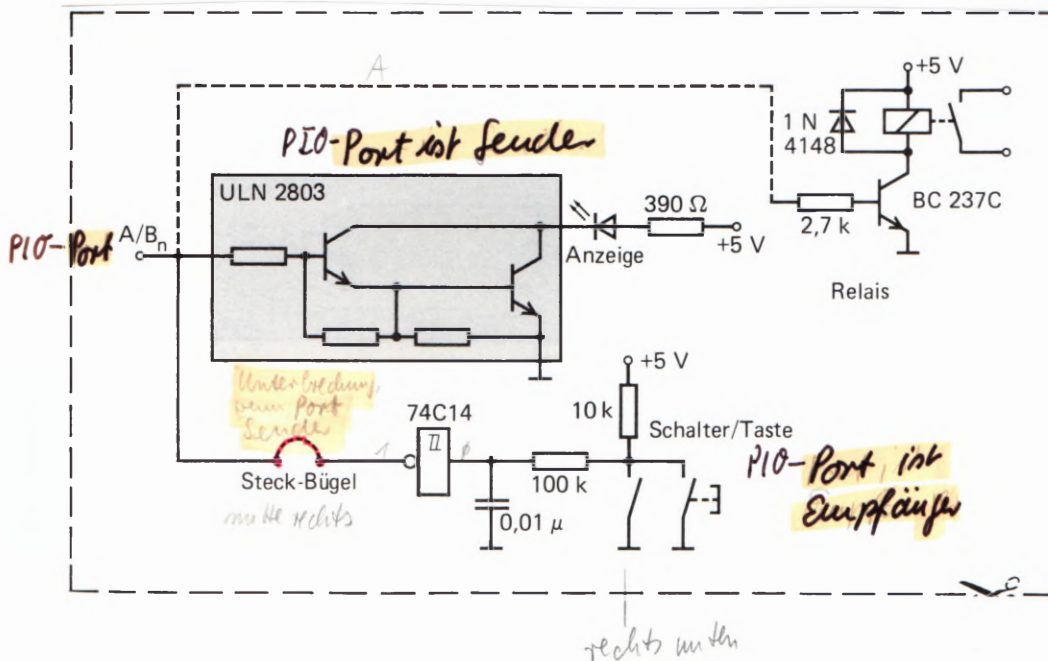 A
+5 V
1 N
4148
PIO-Port ist Sender
ULN 2803
390 Ω
BC 237C
2,7 k
PIO-Port
A/Bn
+5 V
Anzeige
Relais
Unterbrechung,
wenn Port
Sender
+5 V
74C14
10 k
Schalter/Taste
1
PIO-Port ist
Empfänger
Steck-Bügel
100 k
mitte rechts
0,01 μ
rechts unten